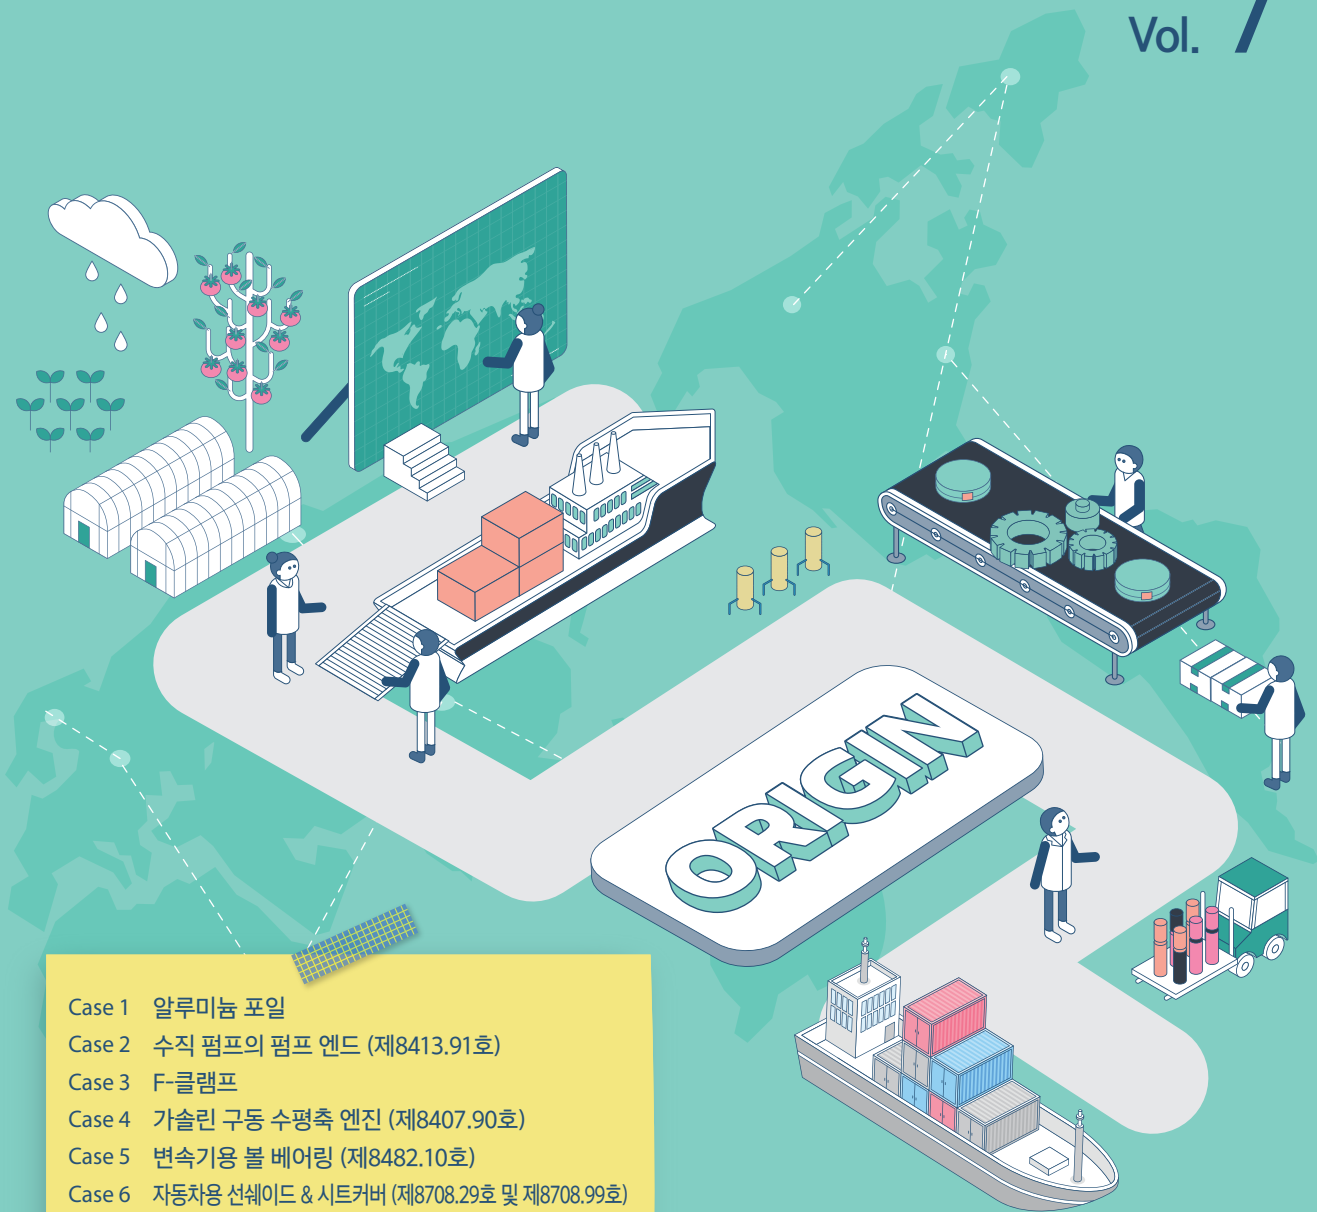 Vol.
ORIGIN
Case 1 알루미늄 포일
Case 2 수직 펌프의 펌프 엔드 (제8413.91호)
Case 3 F-클램프
Case 4 가솔린 구동 수평축 엔진 (제8407.90호)
Case 5 변속기용 볼 베어링 (제8482.10호)
Case 6 자동차용 선쉐이드 & 시트커버 (제8708.29호 및 제8708.99호)